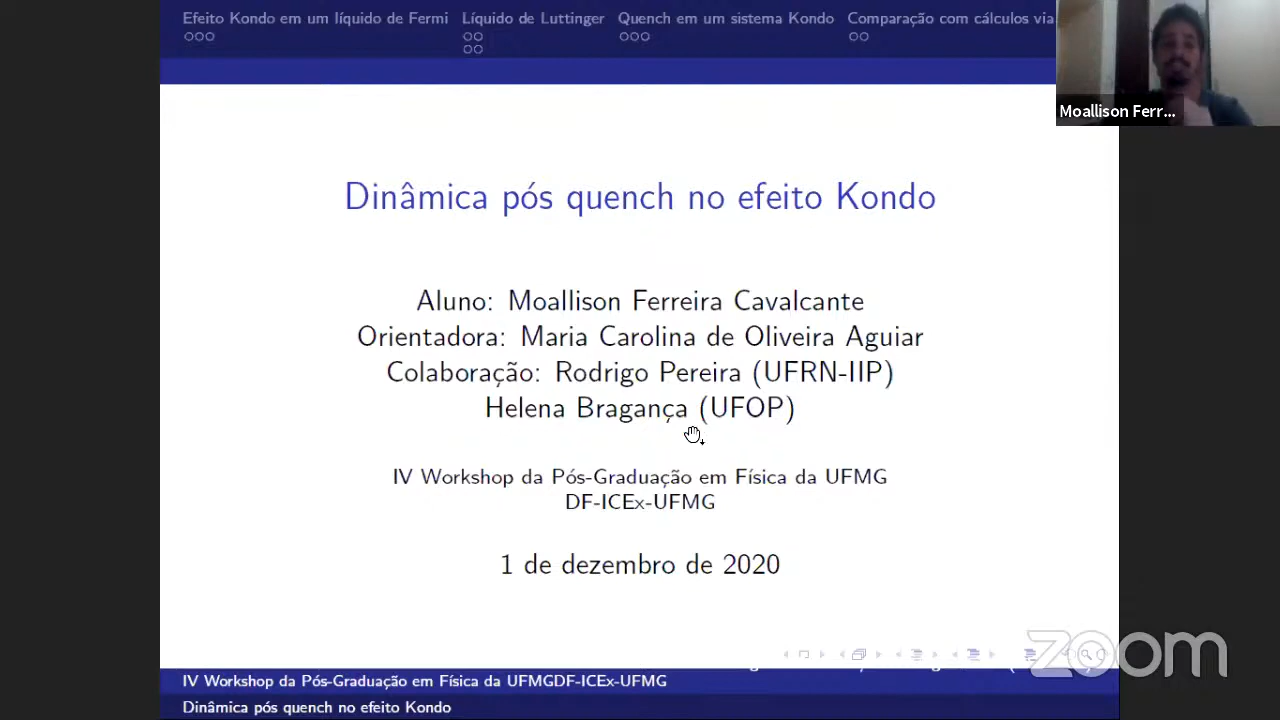 Efeito Kondo em um líquido de Fermi Líquido de Luttinger Quench em um sistema Kondo Comparação com cálculos via
Moallison Ferr...
Dinâmica pós quench no efeito Kondo
Aluno: Moallison Ferreira Cavalcante
Orientadora: Maria Carolina de Oliveira Aguiar
Colaboração: Rodrigo Pereira (UFRN-IIP)
Helena Bragança (UFOP)
IV Workshop da Pós-Graduação em Física da UFMG
DF-ICEx-UFMG
1 de dezembro de 2020
zoom
IV Workshop da Pós-Graduação em Física da UFMGDF-ICEx-UFMG
Dinâmica pós quench no efeito Kondo